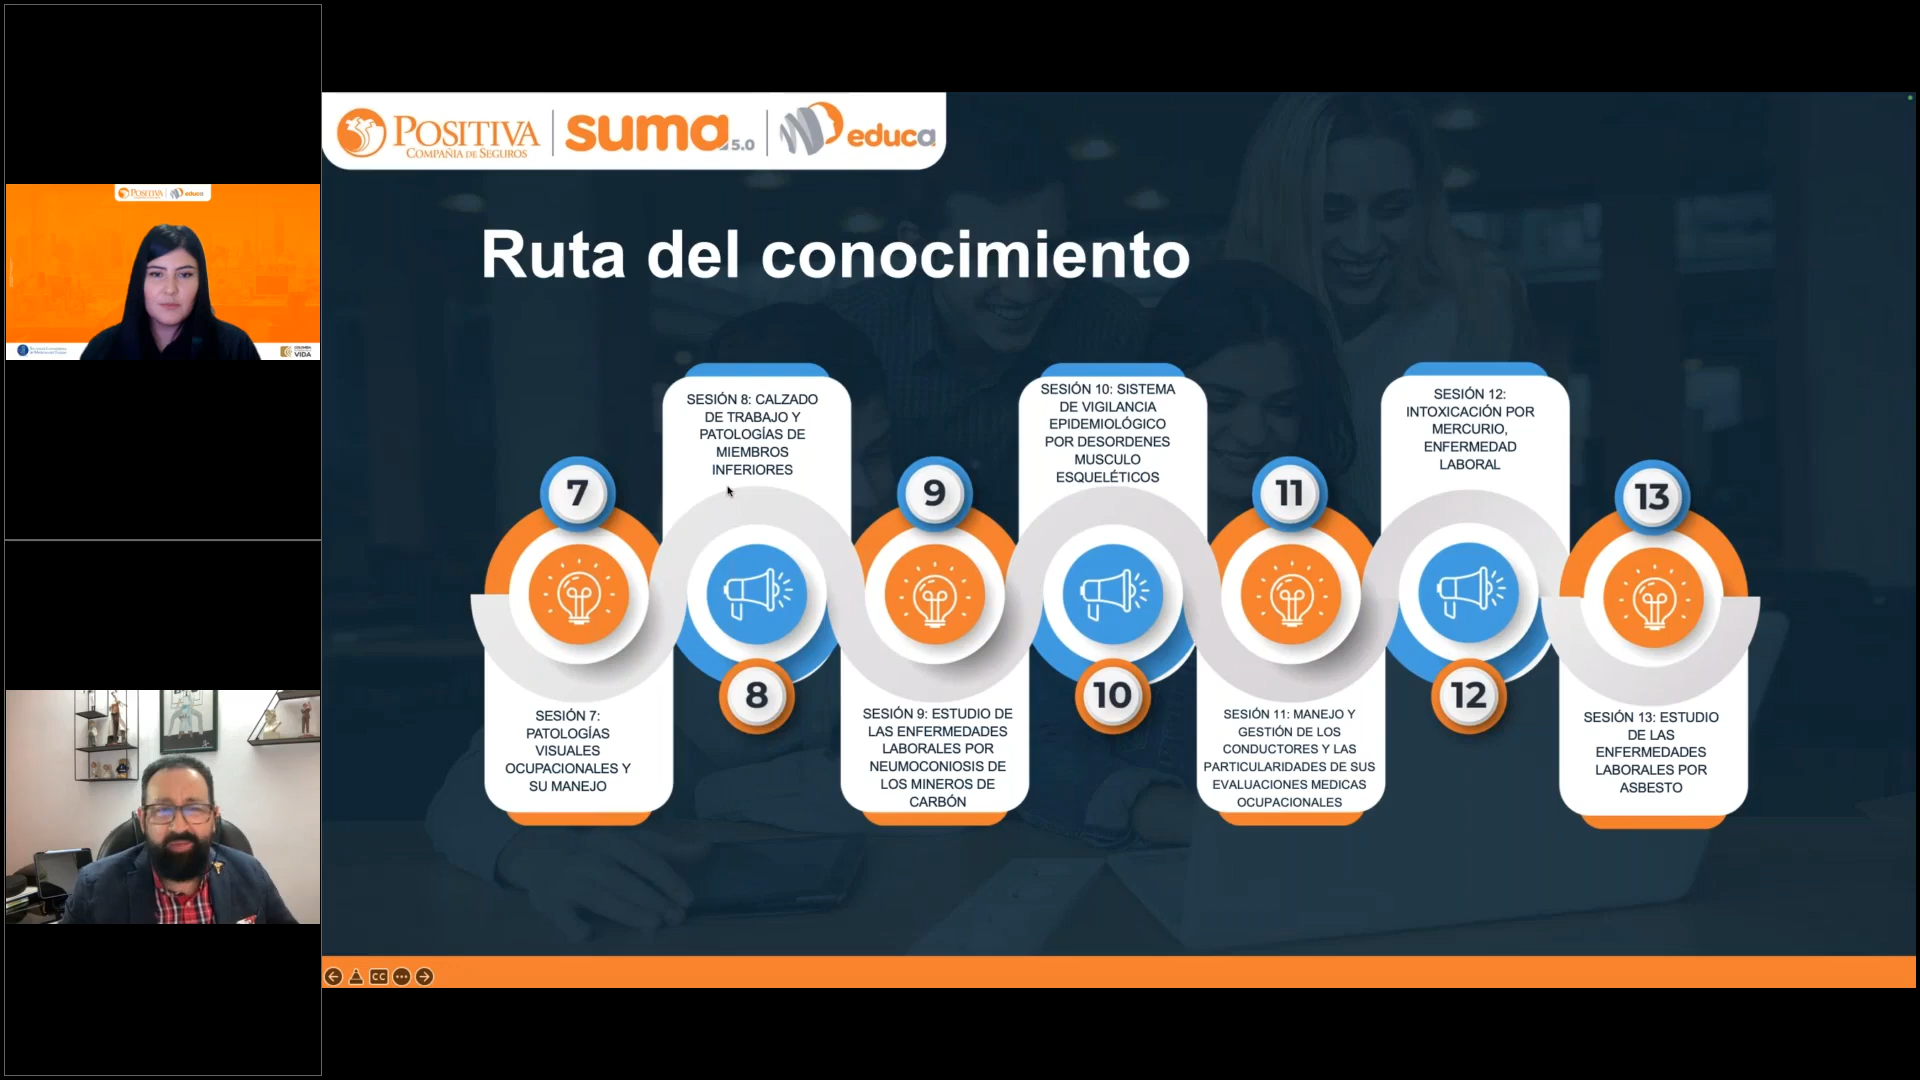 POSITIVA
COMPAÑÍA DE SEGUROS
suma 5.0
educa
Ruta del conocimiento
7
SESIÓN 7:
PATOLOGÍAS
VISUALES
OCUPACIONALES Y
SU MANEJO
SESIÓN 8: CALZADO
DE TRABAJO Y
PATOLOGÍAS DE
MIEMBROS
INFERIORES
8
9
SESIÓN 9: ESTUDIO DE
LAS ENFERMEDADES
LABORALES POR
NEUMOCONIOSIS DE
LOS MINEROS DE
CARBÓN
SESIÓN 10: SISTEMA
DE VIGILANCIA
EPIDEMIOLÓGICO
POR DESORDENES
MUSCULO
ESQUELÉTICOS
10
11
SESIÓN 11: MANEJO Y
GESTIÓN DE LOS
CONDUCTORES Y LAS
PARTICULARIDADES DE SUS
EVALUACIONES MEDICAS
OCUPACIONALES
SESIÓN 12:
INTOXICACIÓN POR
MERCURIO,
ENFERMEDAD
LABORAL
12
13
SESIÓN 13: ESTUDIO
DE LAS
ENFERMEDADES
LABORALES POR
ASBESTO
POSITIVA
educa
VIDA
CC